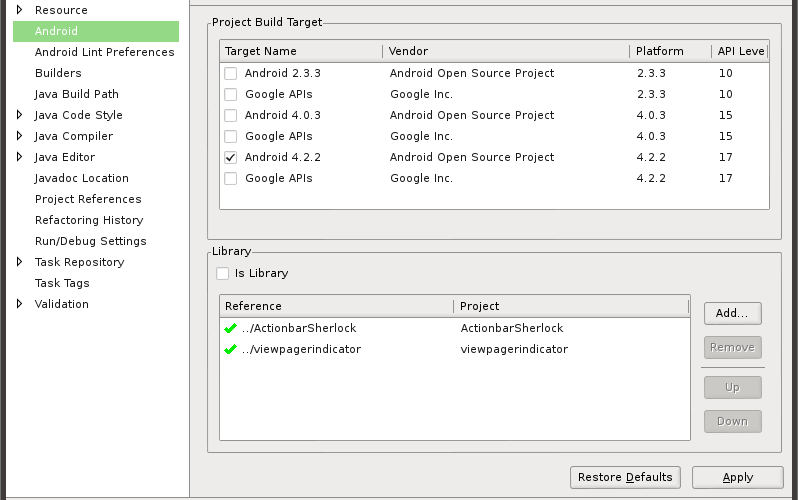 Resource
Android
Android Lint Preferences
Builders
Java Build Path
Java Code Style
Java Compiler
Java Editor
Javadoc Location
Project References
Refactoring History
Run/Debug Settings
Task Repository
Task Tags
Validation
Project Build Target
Target Name Vendor Platform API Leve
Android 2.3.3 Android Open Source Project 2.3.3 10
Google APIs Google Inc. 2.3.3 10
Android 4.0.3 Android Open Source Project 4.0.3 15
Google APIs Google Inc. 4.0.3 15
Android 4.2.2 Android Open Source Project 4.2.2 17
Google APIs Google Inc. 4.2.2 17
Library
Is Library
Reference Project
../ActionbarSherlock ActionbarSherlock
../viewpagerindicator viewpagerindicator
Add...
Remove
Up
Down
Restore Defaults Apply